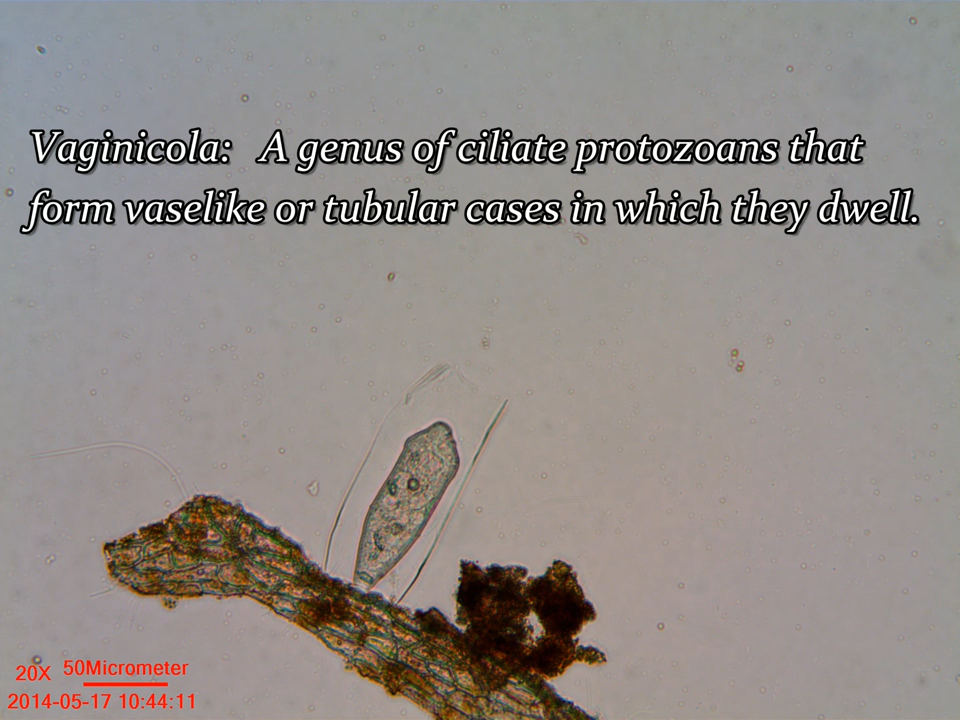 Vaginicola: A genus of ciliate protozoans that
form vaselike or tubular cases in which they dwell.
20X 50Micrometer
2014-05-17 10:44:11